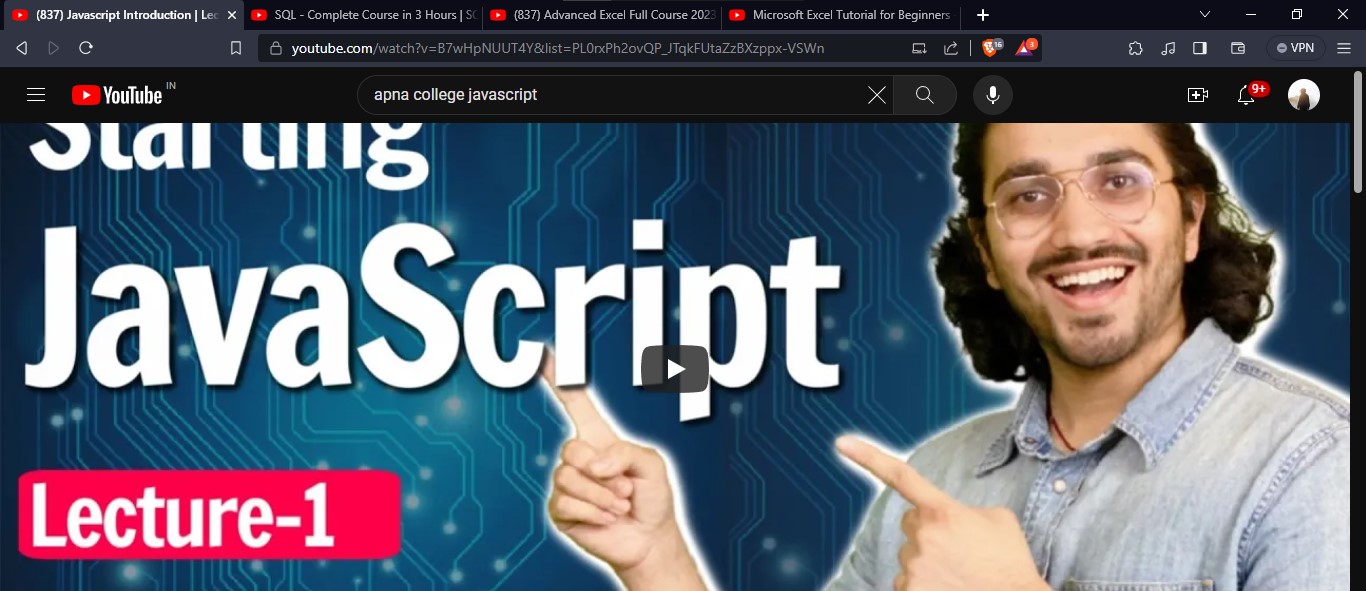 (837) Javascript Introduction | Lec
SQL - Complete Course in 3 Hours | SQ
(837) Advanced Excel Full Course 2023
Microsoft Excel Tutorial for Beginners -
youtube.com/watch?v=B7wHpNUUT4Y&list=PL0rxPh2ovQP_JTqkFUtaZzBXzppx-VSWn
16
3
VPN
YouTube IN
apna college javascript
9+
Starting
JavaScript
Lecture-1